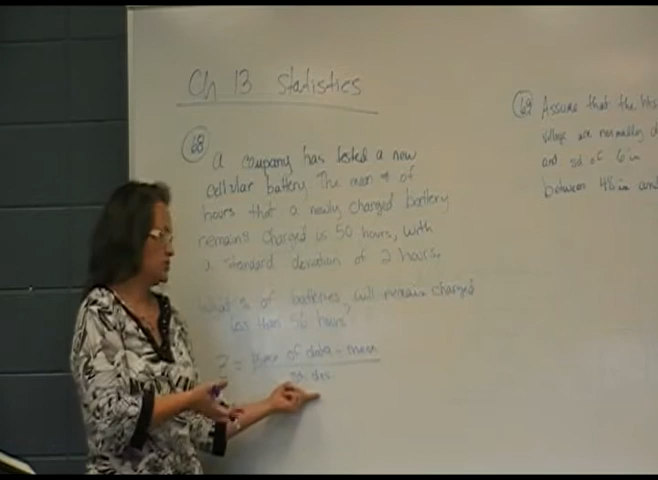 Ch 13 Statistics
68 A company has tested a new
cellular battery. The mean # of
hours that a newly charged battery
remains charged is 50 hours, with
a standard deviation of 2 hours.
What % of batteries will remain charged
less than 56 hours
Z = piece of data - mean
st. dev.
69 Assume that the hts
village are normally d
and sd of 6 in
between 48 in and